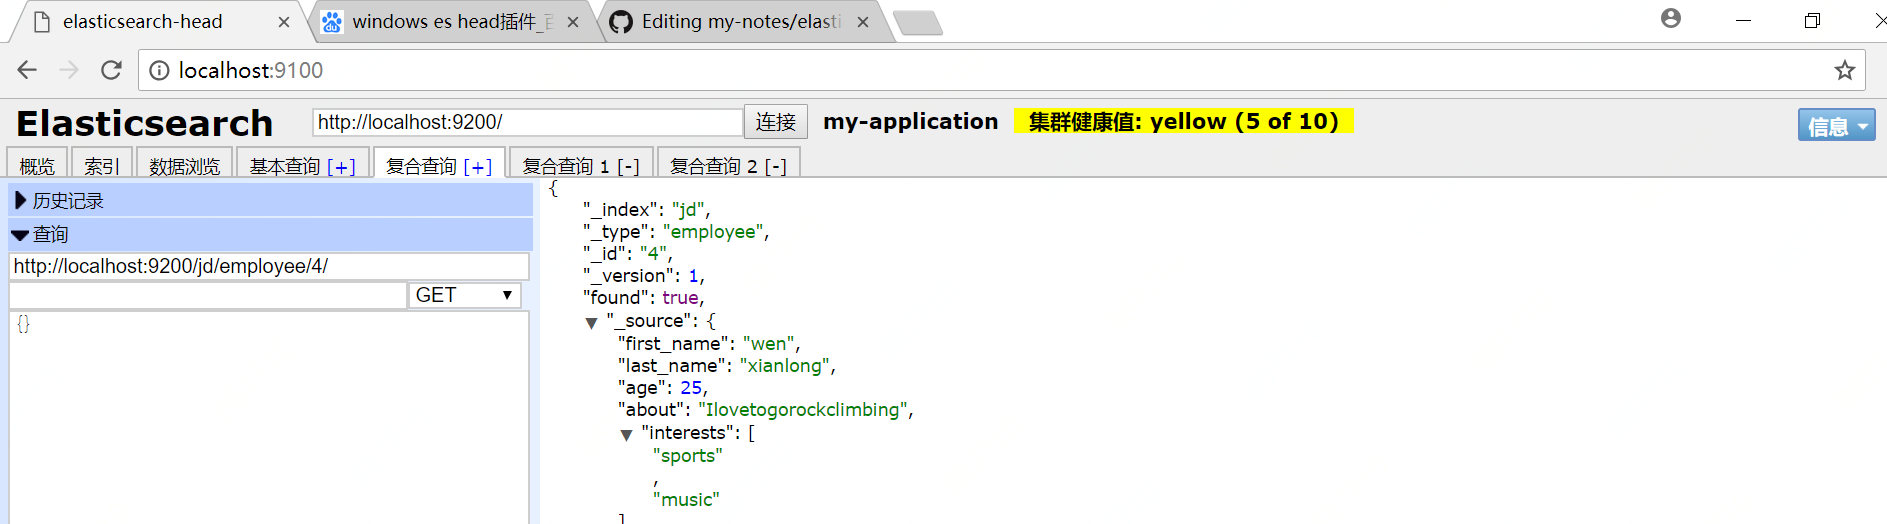 elasticsearch-head
windows es head插件_百
Editing my-notes/elasti
localhost:9100
Elasticsearch
http://localhost:9200/
连接
my-application
集群健康值: yellow (5 of 10)
信息
概览 索引 数据浏览 基本查询 [+] 复合查询 [+] 复合查询 1 [-] 复合查询 2 [-]
历史记录
查询
http://localhost:9200/jd/employee/4/
GET
{}
{
"_index": "jd",
"_type": "employee",
"_id": "4",
"_version": 1,
"found": true,
"_source": {
"first_name": "wen",
"last_name": "xianlong",
"age": 25,
"about": "Ilovetogorockclimbing",
"interests": [
"sports"
,
"music"
]